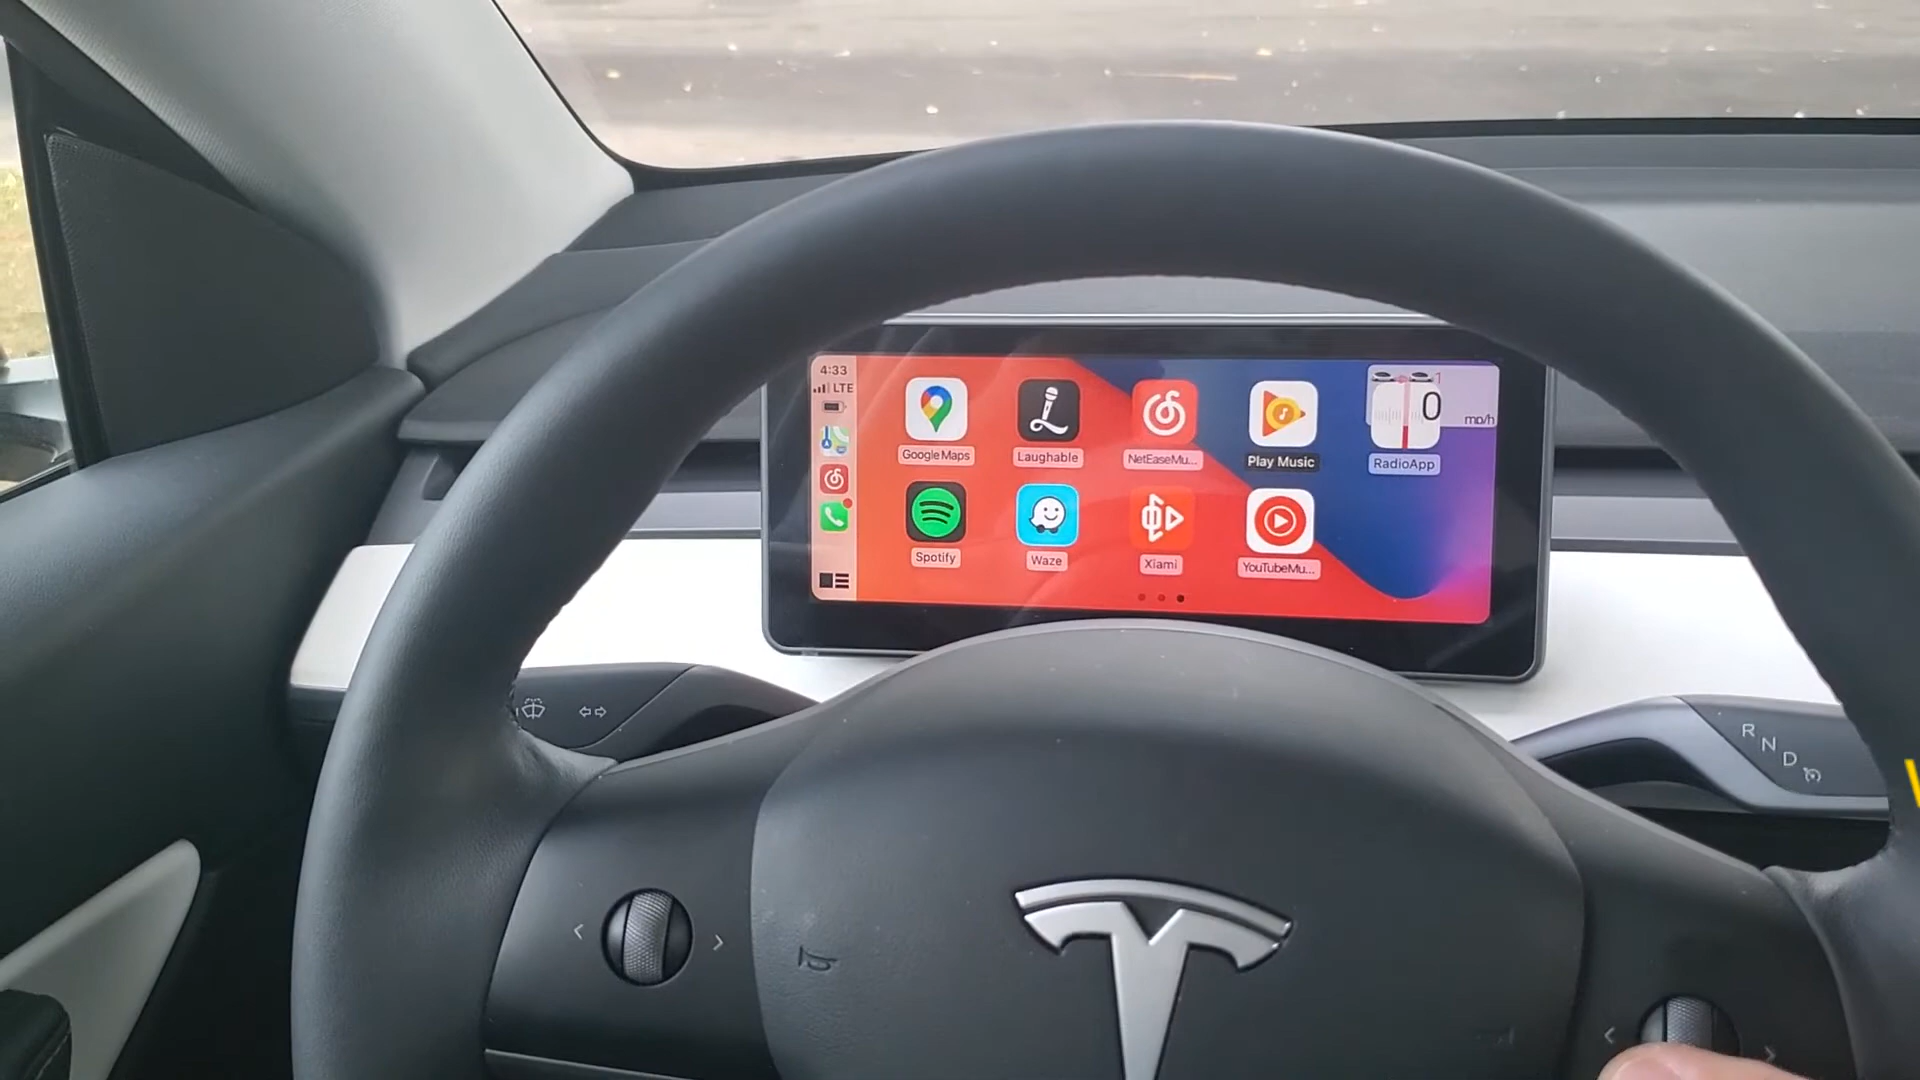 4:33
LTE
Google Maps
Laughable
NetEaseMu...
Play Music
0
mph
RadioApp
Spotify
Waze
Xiami
YouTubeMu...
R
N
D